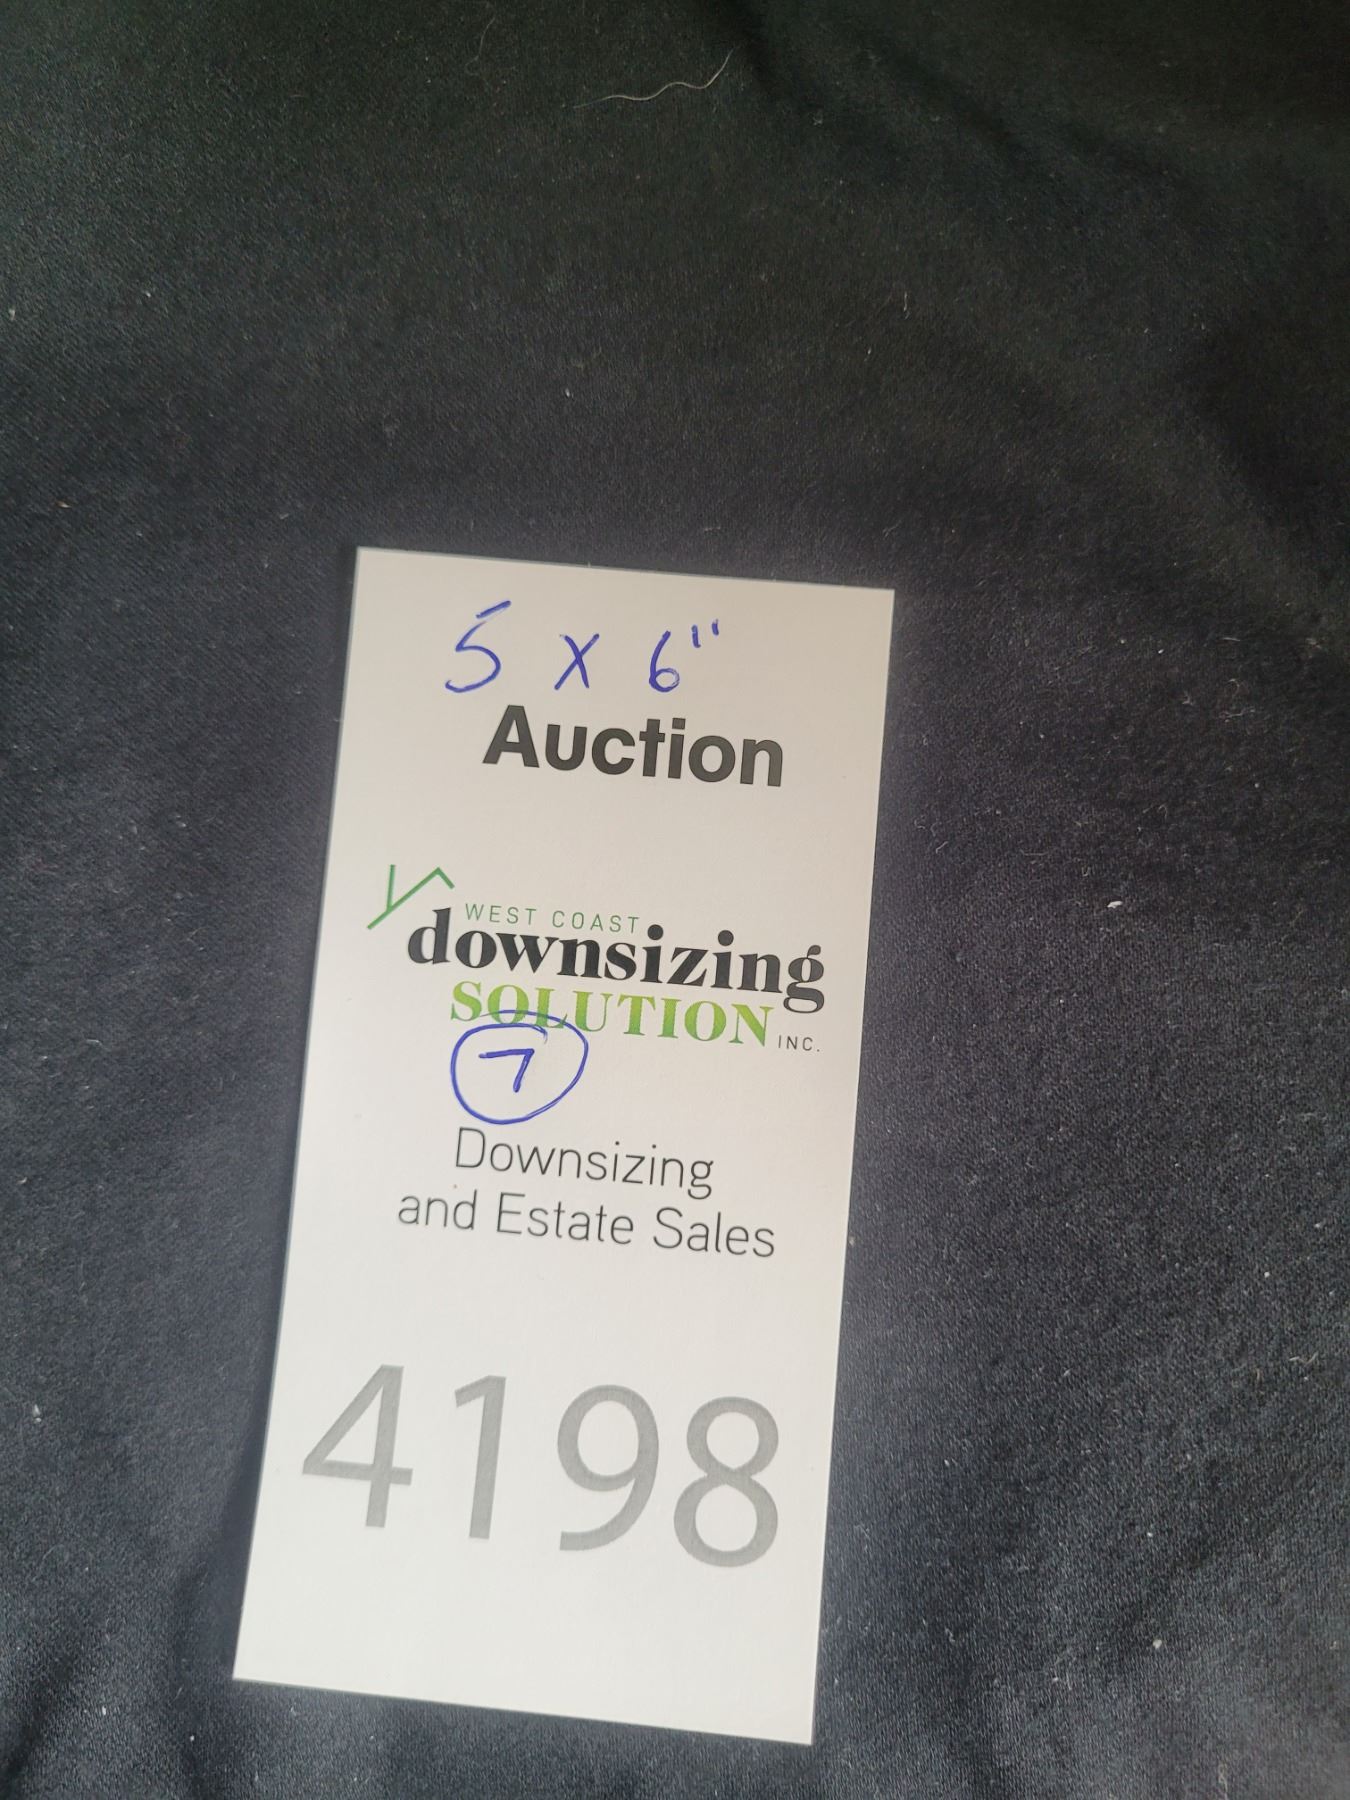 5 x 6"
Auction
WEST COAST
downsizing
SOLUTION INC.
7
Downsizing
and Estate Sales
4198